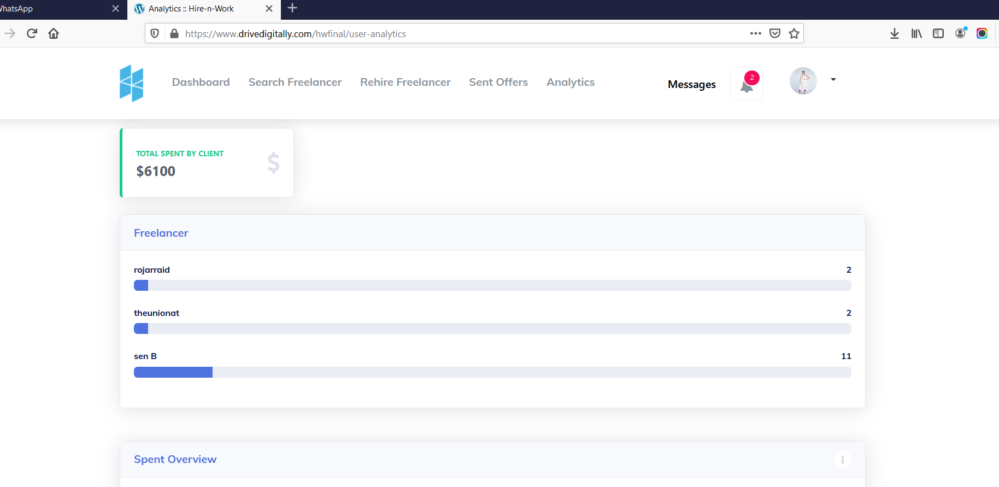 WhatsApp
Analytics :: Hire-n-Work
https://www.drivedigitally.com/hwfinal/user-analytics
Dashboard
Search Freelancer
Rehire Freelancer
Sent Offers
Analytics
Messages
2
TOTAL SPENT BY CLIENT
$6100
$
Freelancer
rojarraid
2
theunionat
2
sen B
11
Spent Overview